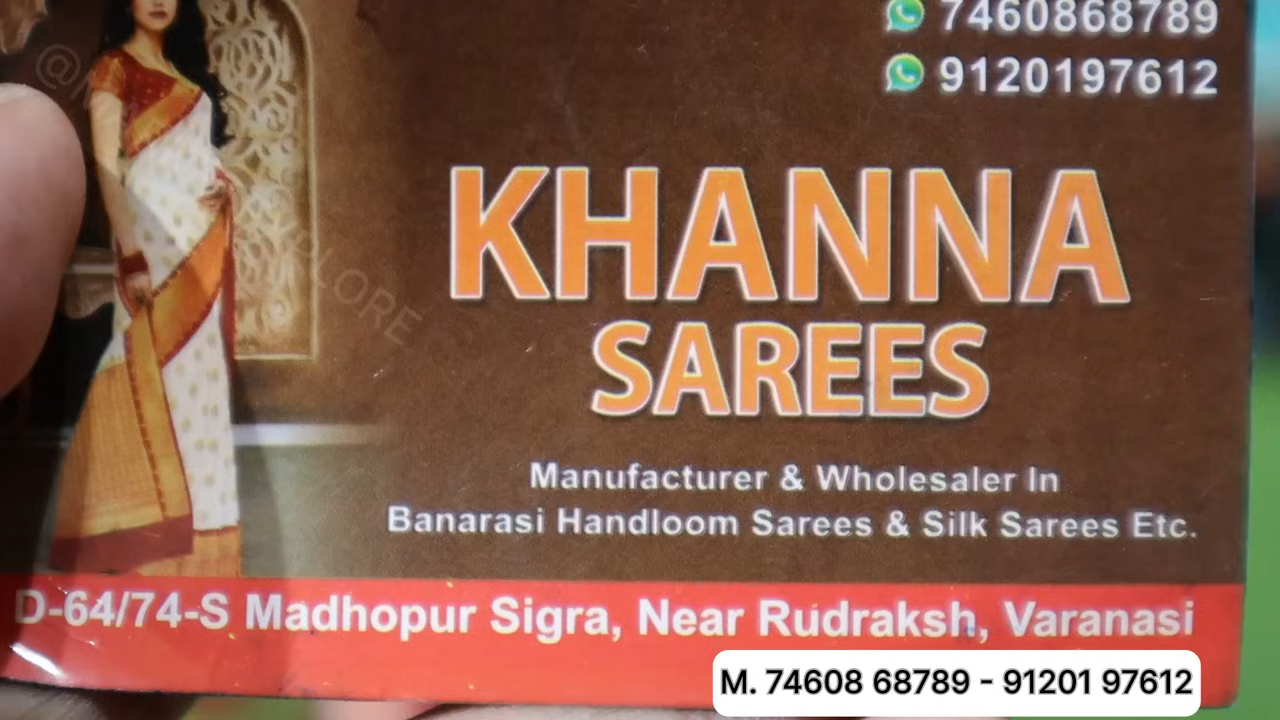 7460868789
9120197612
KHANNA
SAREES
Manufacturer & Wholesaler In
Banarasi Handloom Sarees & Silk Sarees Etc.
D-64/74-S Madhopur Sigra, Near Rudraksh, Varanasi
M. 74608 68789 - 91201 97612